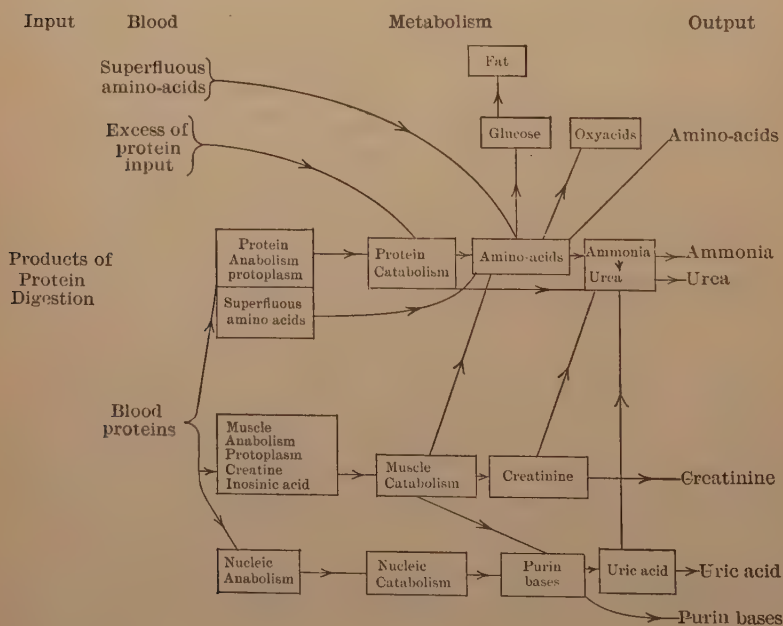 Input
Blood
Metabolism
Output
Superfluous
amino-acids
Fat
Excess of
protein
input
Glucose
Oxyacids
Amino-acids
Products of
Protein
Digestion
Protein
Anabolism
protoplasm
Superfluous
amino acids
Protein
Catabolism
Amino-acids
Ammonia
Urea
Ammonia
Urea
Blood
proteins
Muscle
Anabolism
Protoplasm
Creatine
Inosinic acid
Muscle
Catabolism
Creatinine
Creatinine
Nucleic
Anabolism
Nucleic
Catabolism
Purin
bases
Uric acid
Uric acid
Purin bases